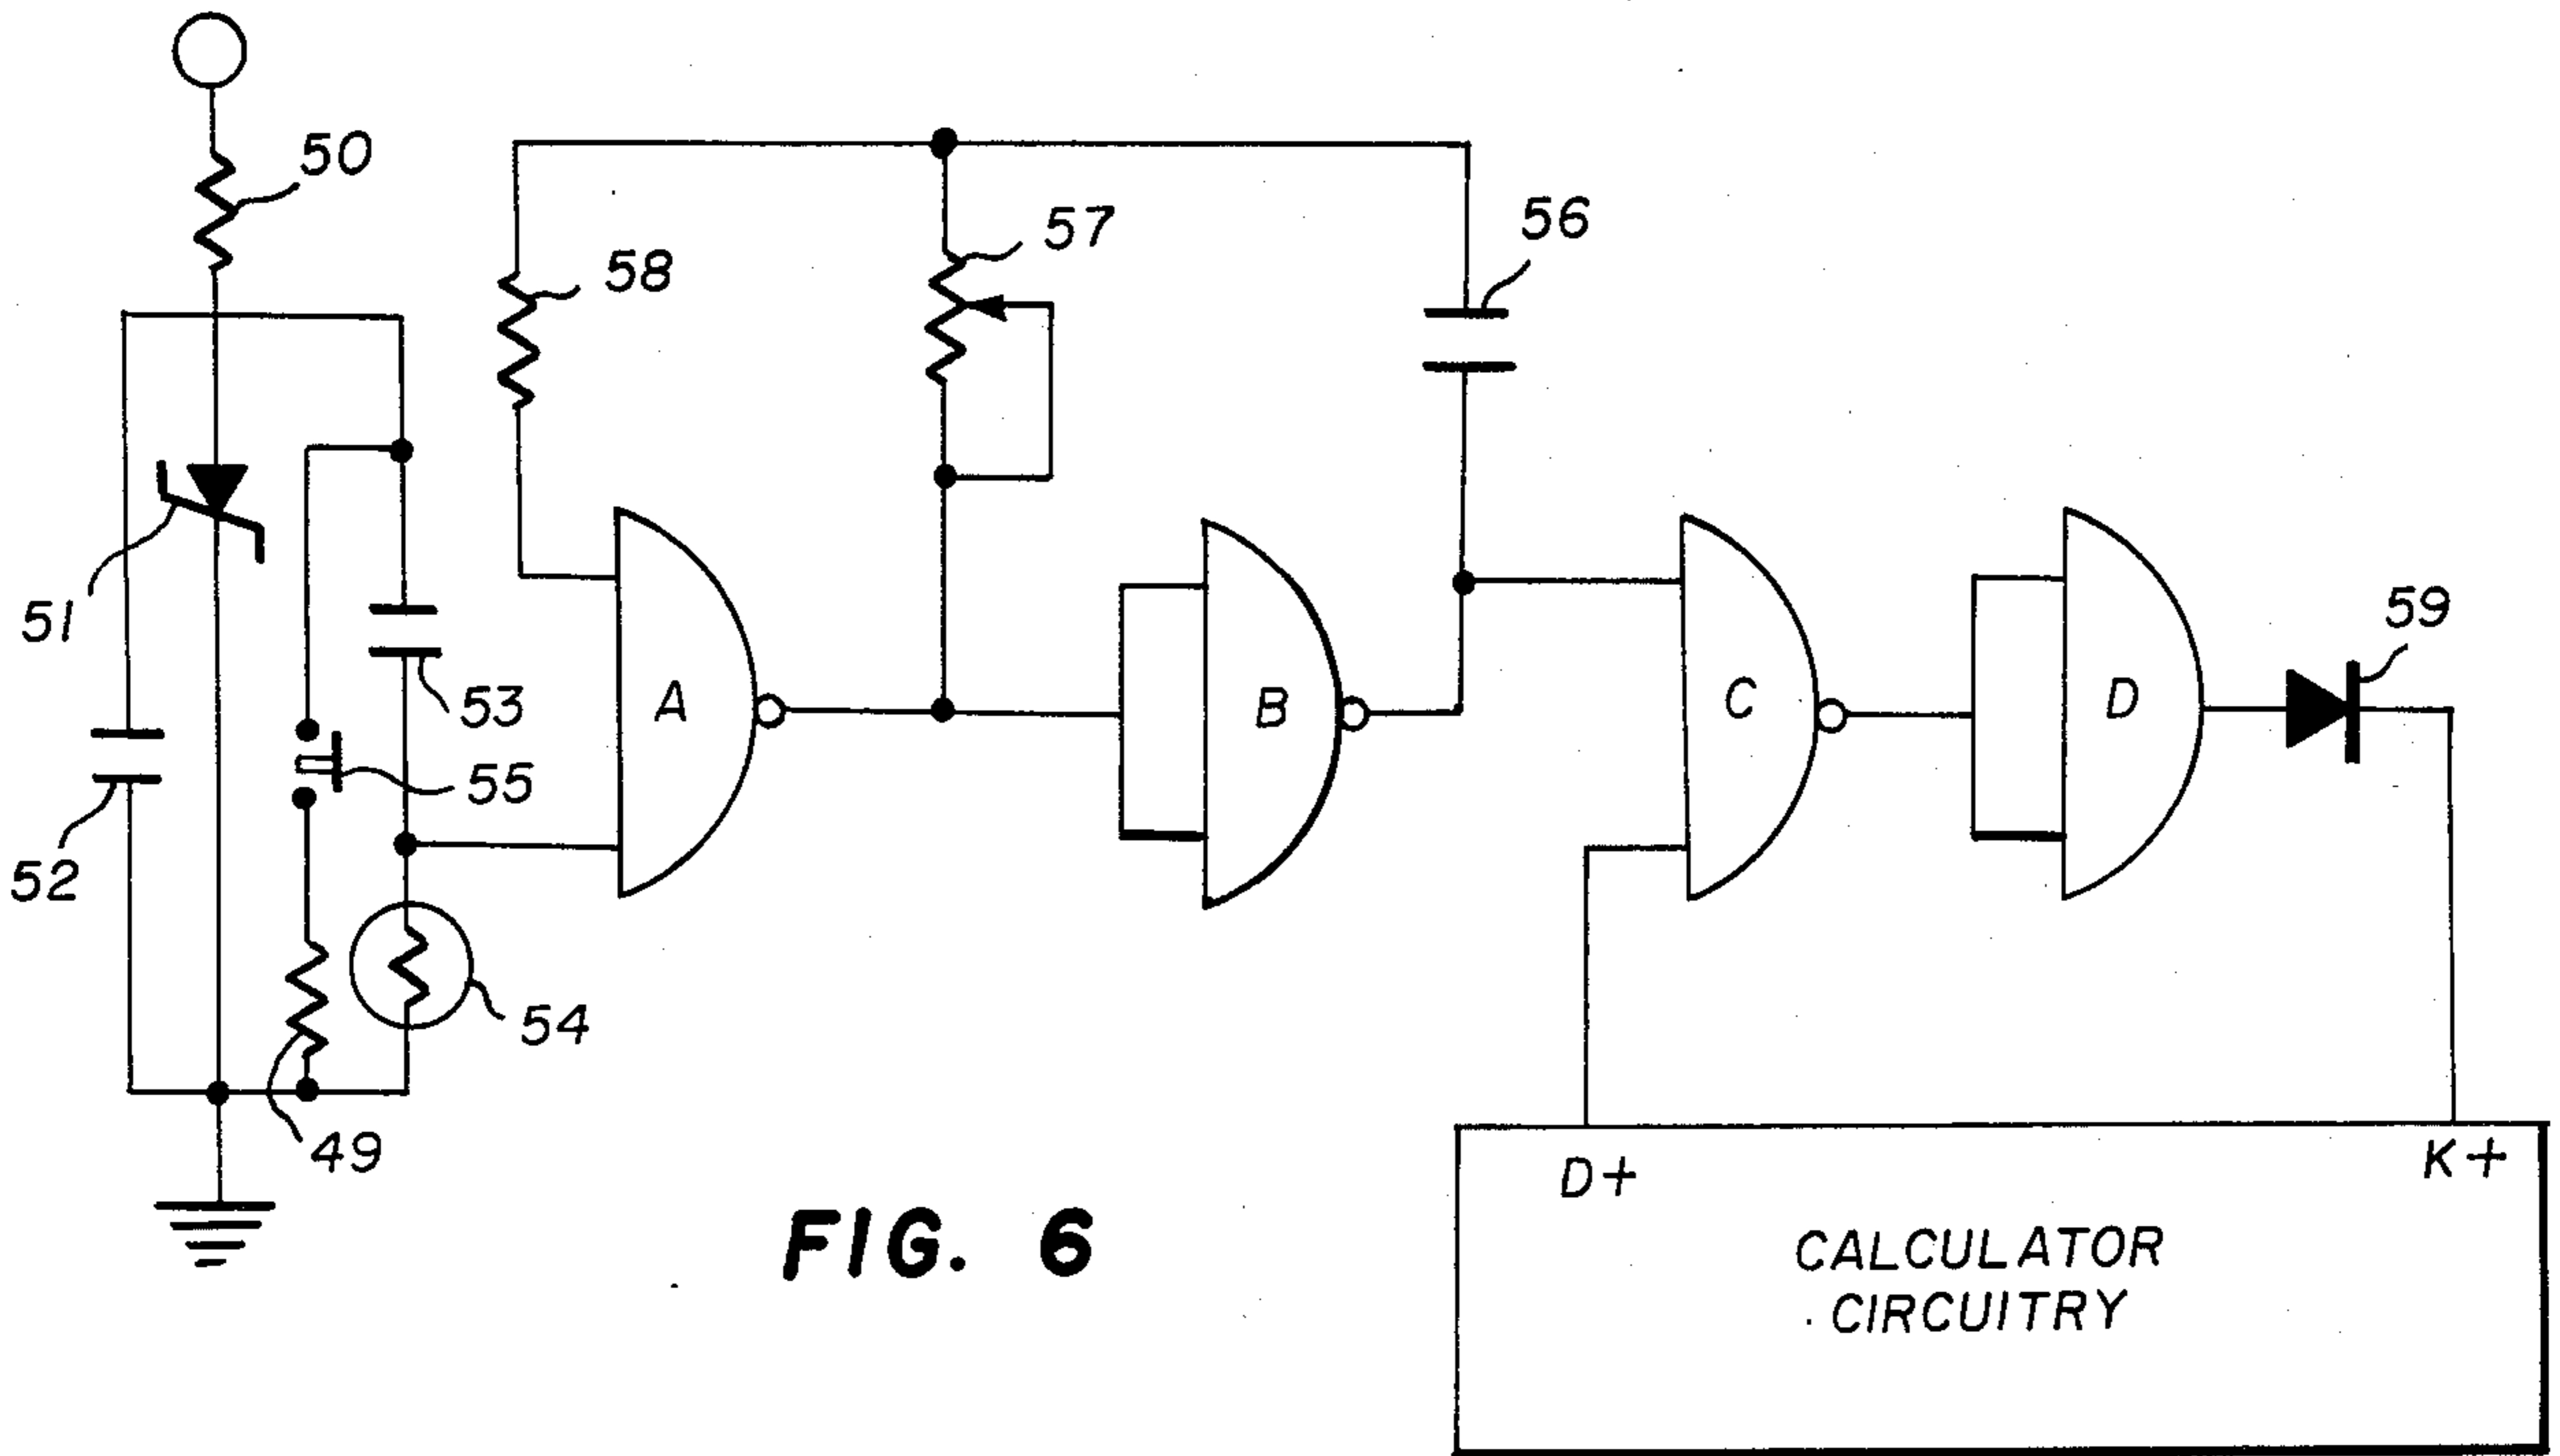 50
58
57
56
51
53
55
52
54
49
A
B
C
D
59
D+
K+
CALCULATOR
CIRCUITRY
FIG. 6